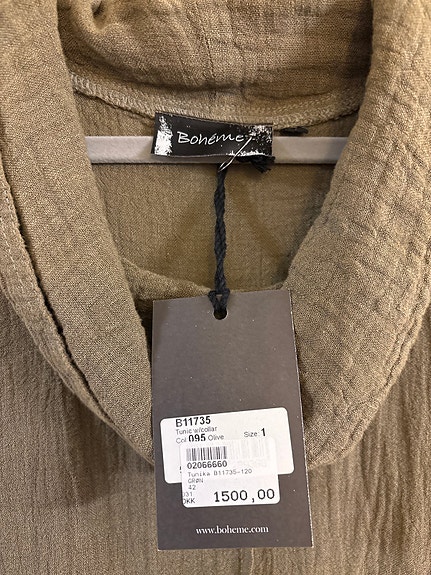 Bohéme
B11735
Tunic w/collar
Col 095 Olive Size 1
02066660
Tunika B11735-120
GRØN
42
DKK 1500,00
www.boheme.com